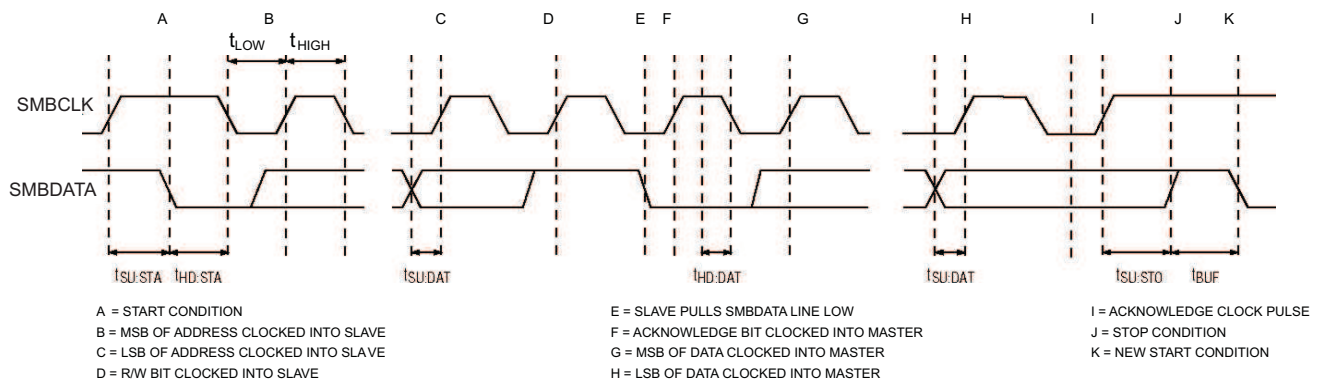 A B C D E F G H I J K
tLOW tHIGH
SMBCLK
SMBDATA
tSU:STA tHD:STA tSU:DAT tHD:DAT tSU:DAT tSU:STO tBUF
A = START CONDITION
B = MSB OF ADDRESS CLOCKED INTO SLAVE
C = LSB OF ADDRESS CLOCKED INTO SLAVE
D = R/W BIT CLOCKED INTO SLAVE
E = SLAVE PULLS SMBDATA LINE LOW
F = ACKNOWLEDGE BIT CLOCKED INTO MASTER
G = MSB OF DATA CLOCKED INTO MASTER
H = LSB OF DATA CLOCKED INTO MASTER
I = ACKNOWLEDGE CLOCK PULSE
J = STOP CONDITION
K = NEW START CONDITION